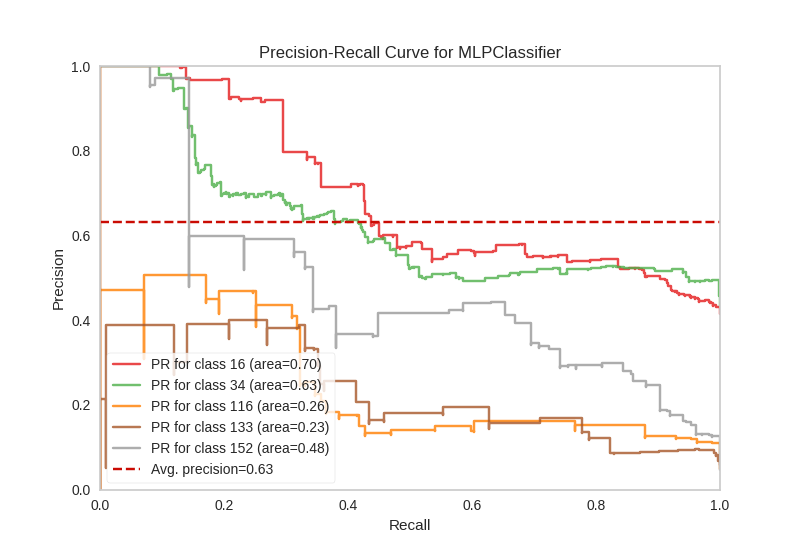 Precision-Recall Curve for MLPClassifier
1.0
0.8
0.6
0.4
0.2
0.0
Precision
PR for class 16 (area=0.70)
PR for class 34 (area=0.63)
PR for class 116 (area=0.26)
PR for class 133 (area=0.23)
PR for class 152 (area=0.48)
Avg. precision=0.63
0.0 0.2 0.4 0.6 0.8 1.0
Recall